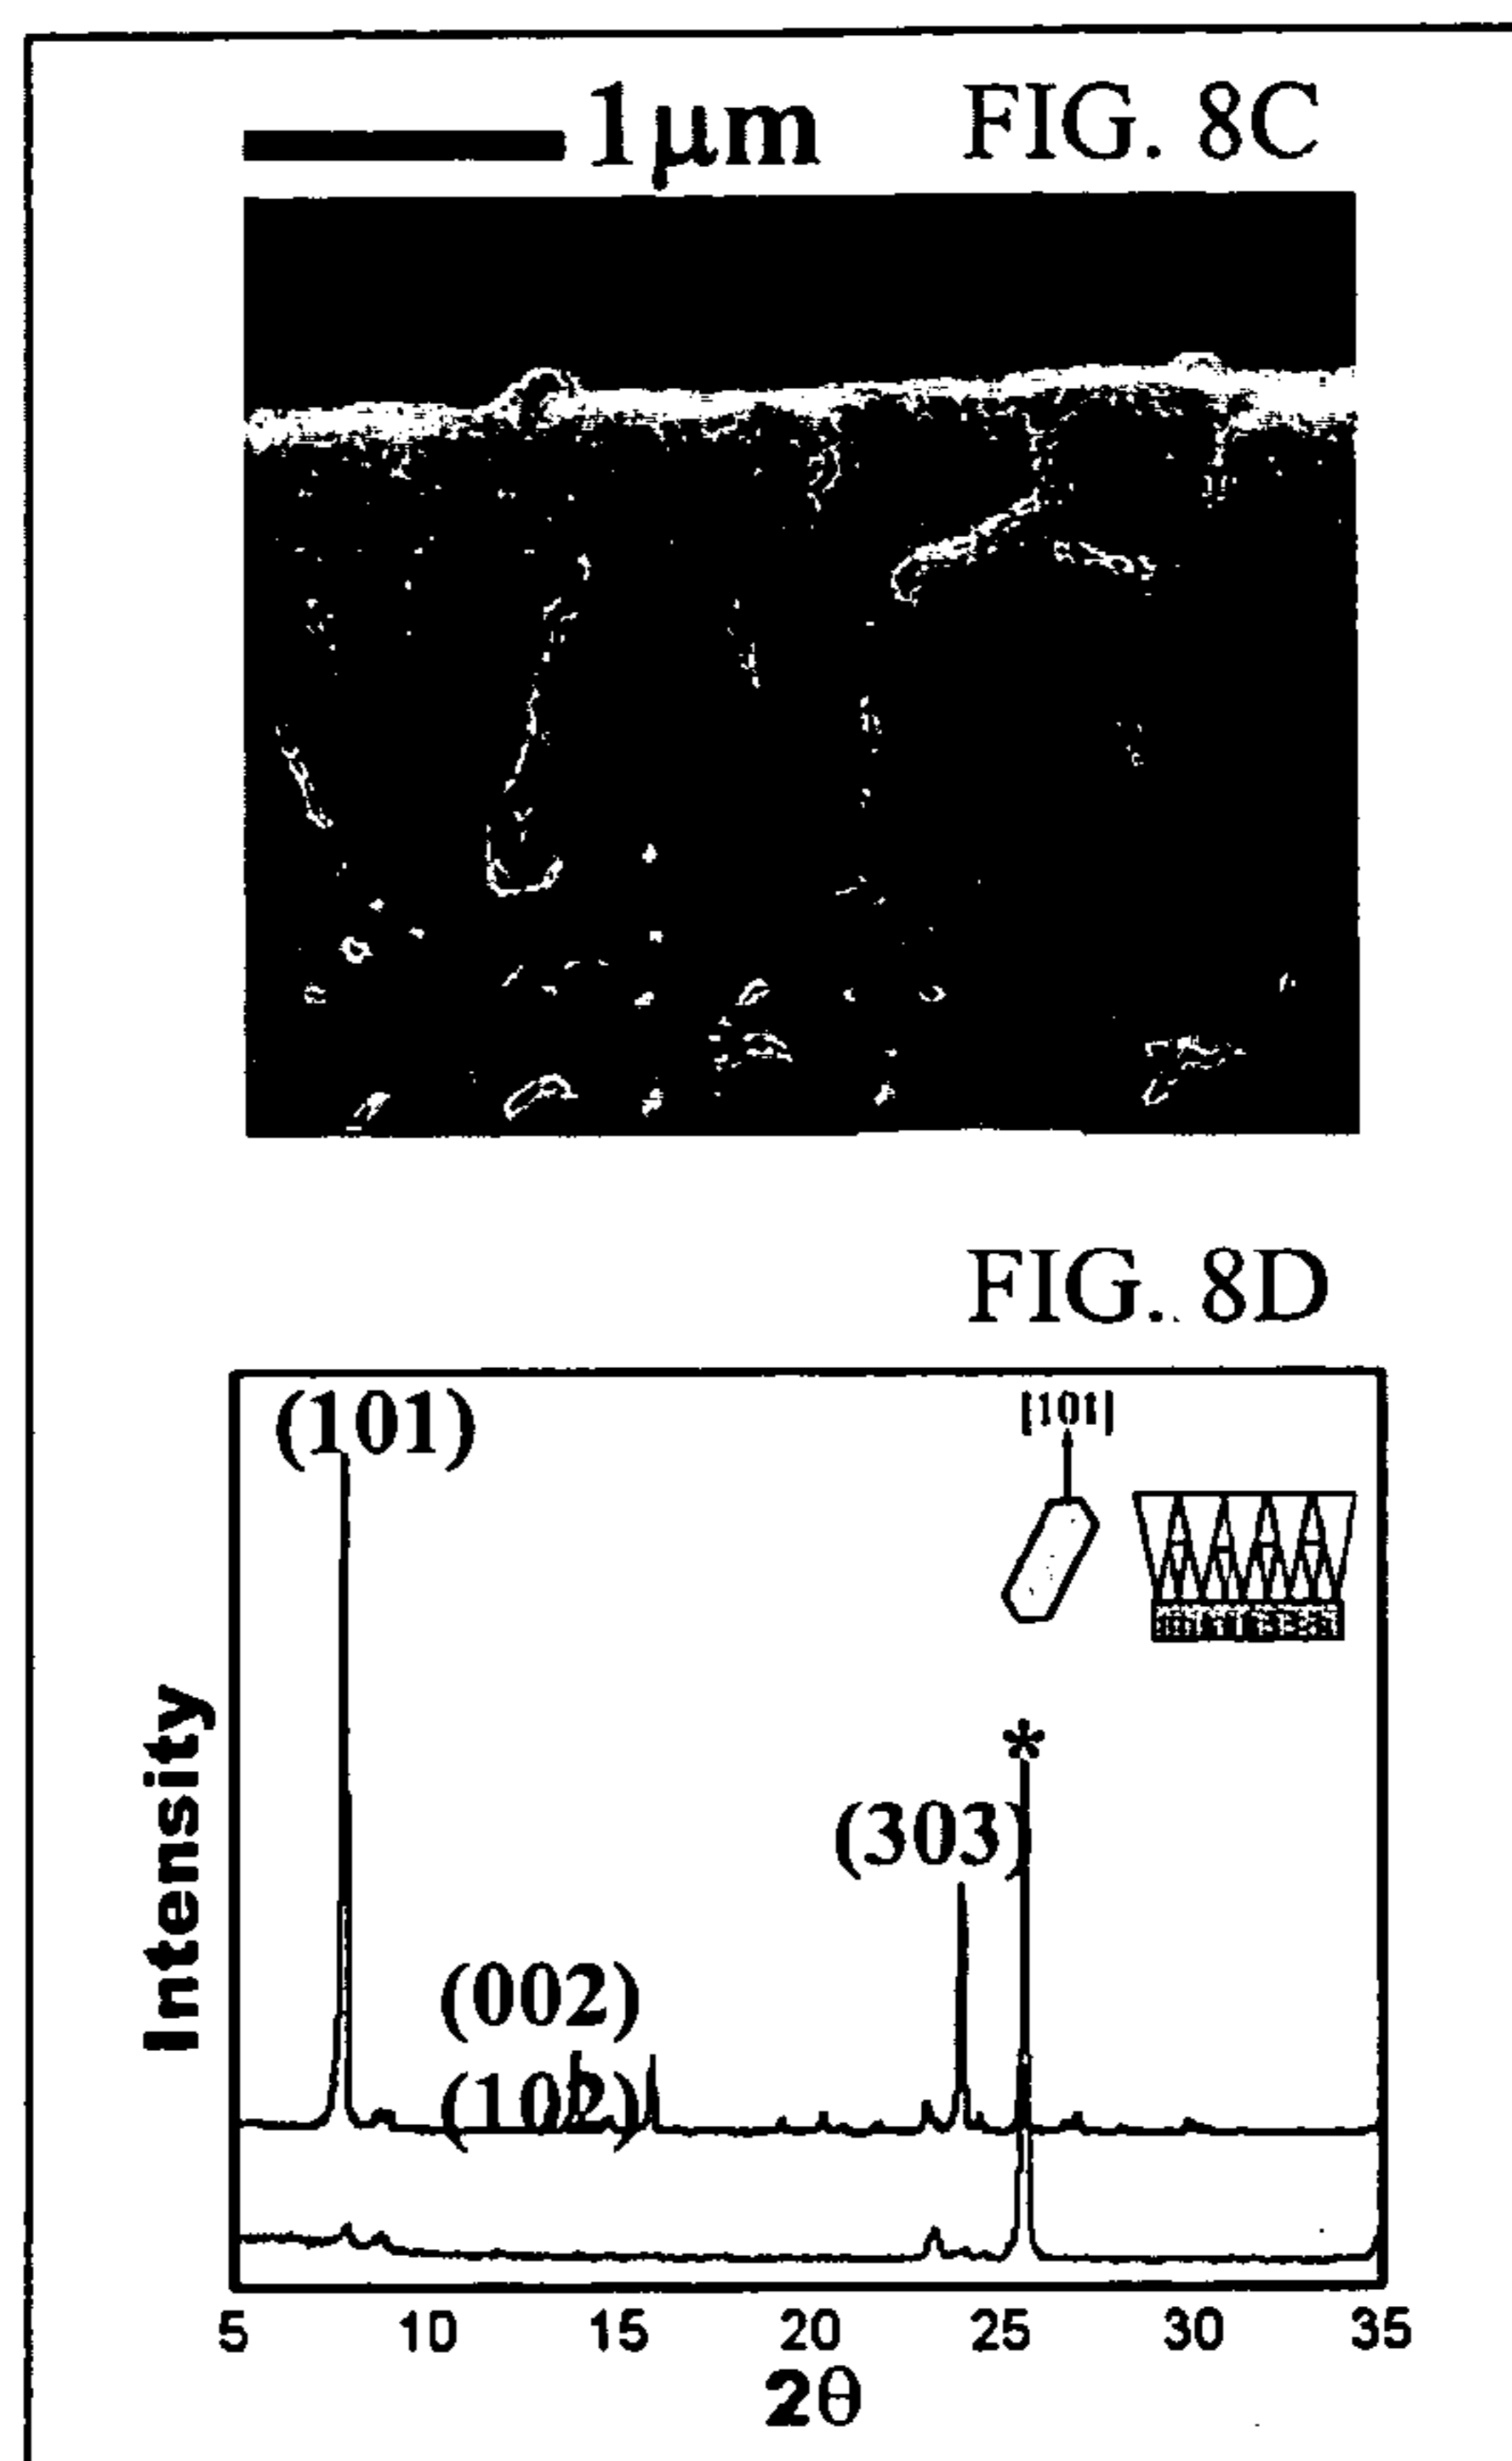 1μm FIG. 8C
FIG. 8D
(101)
[101]
*
(303)
(002)
(102)
Intensity
5 10 15 20 25 30 35
2θ